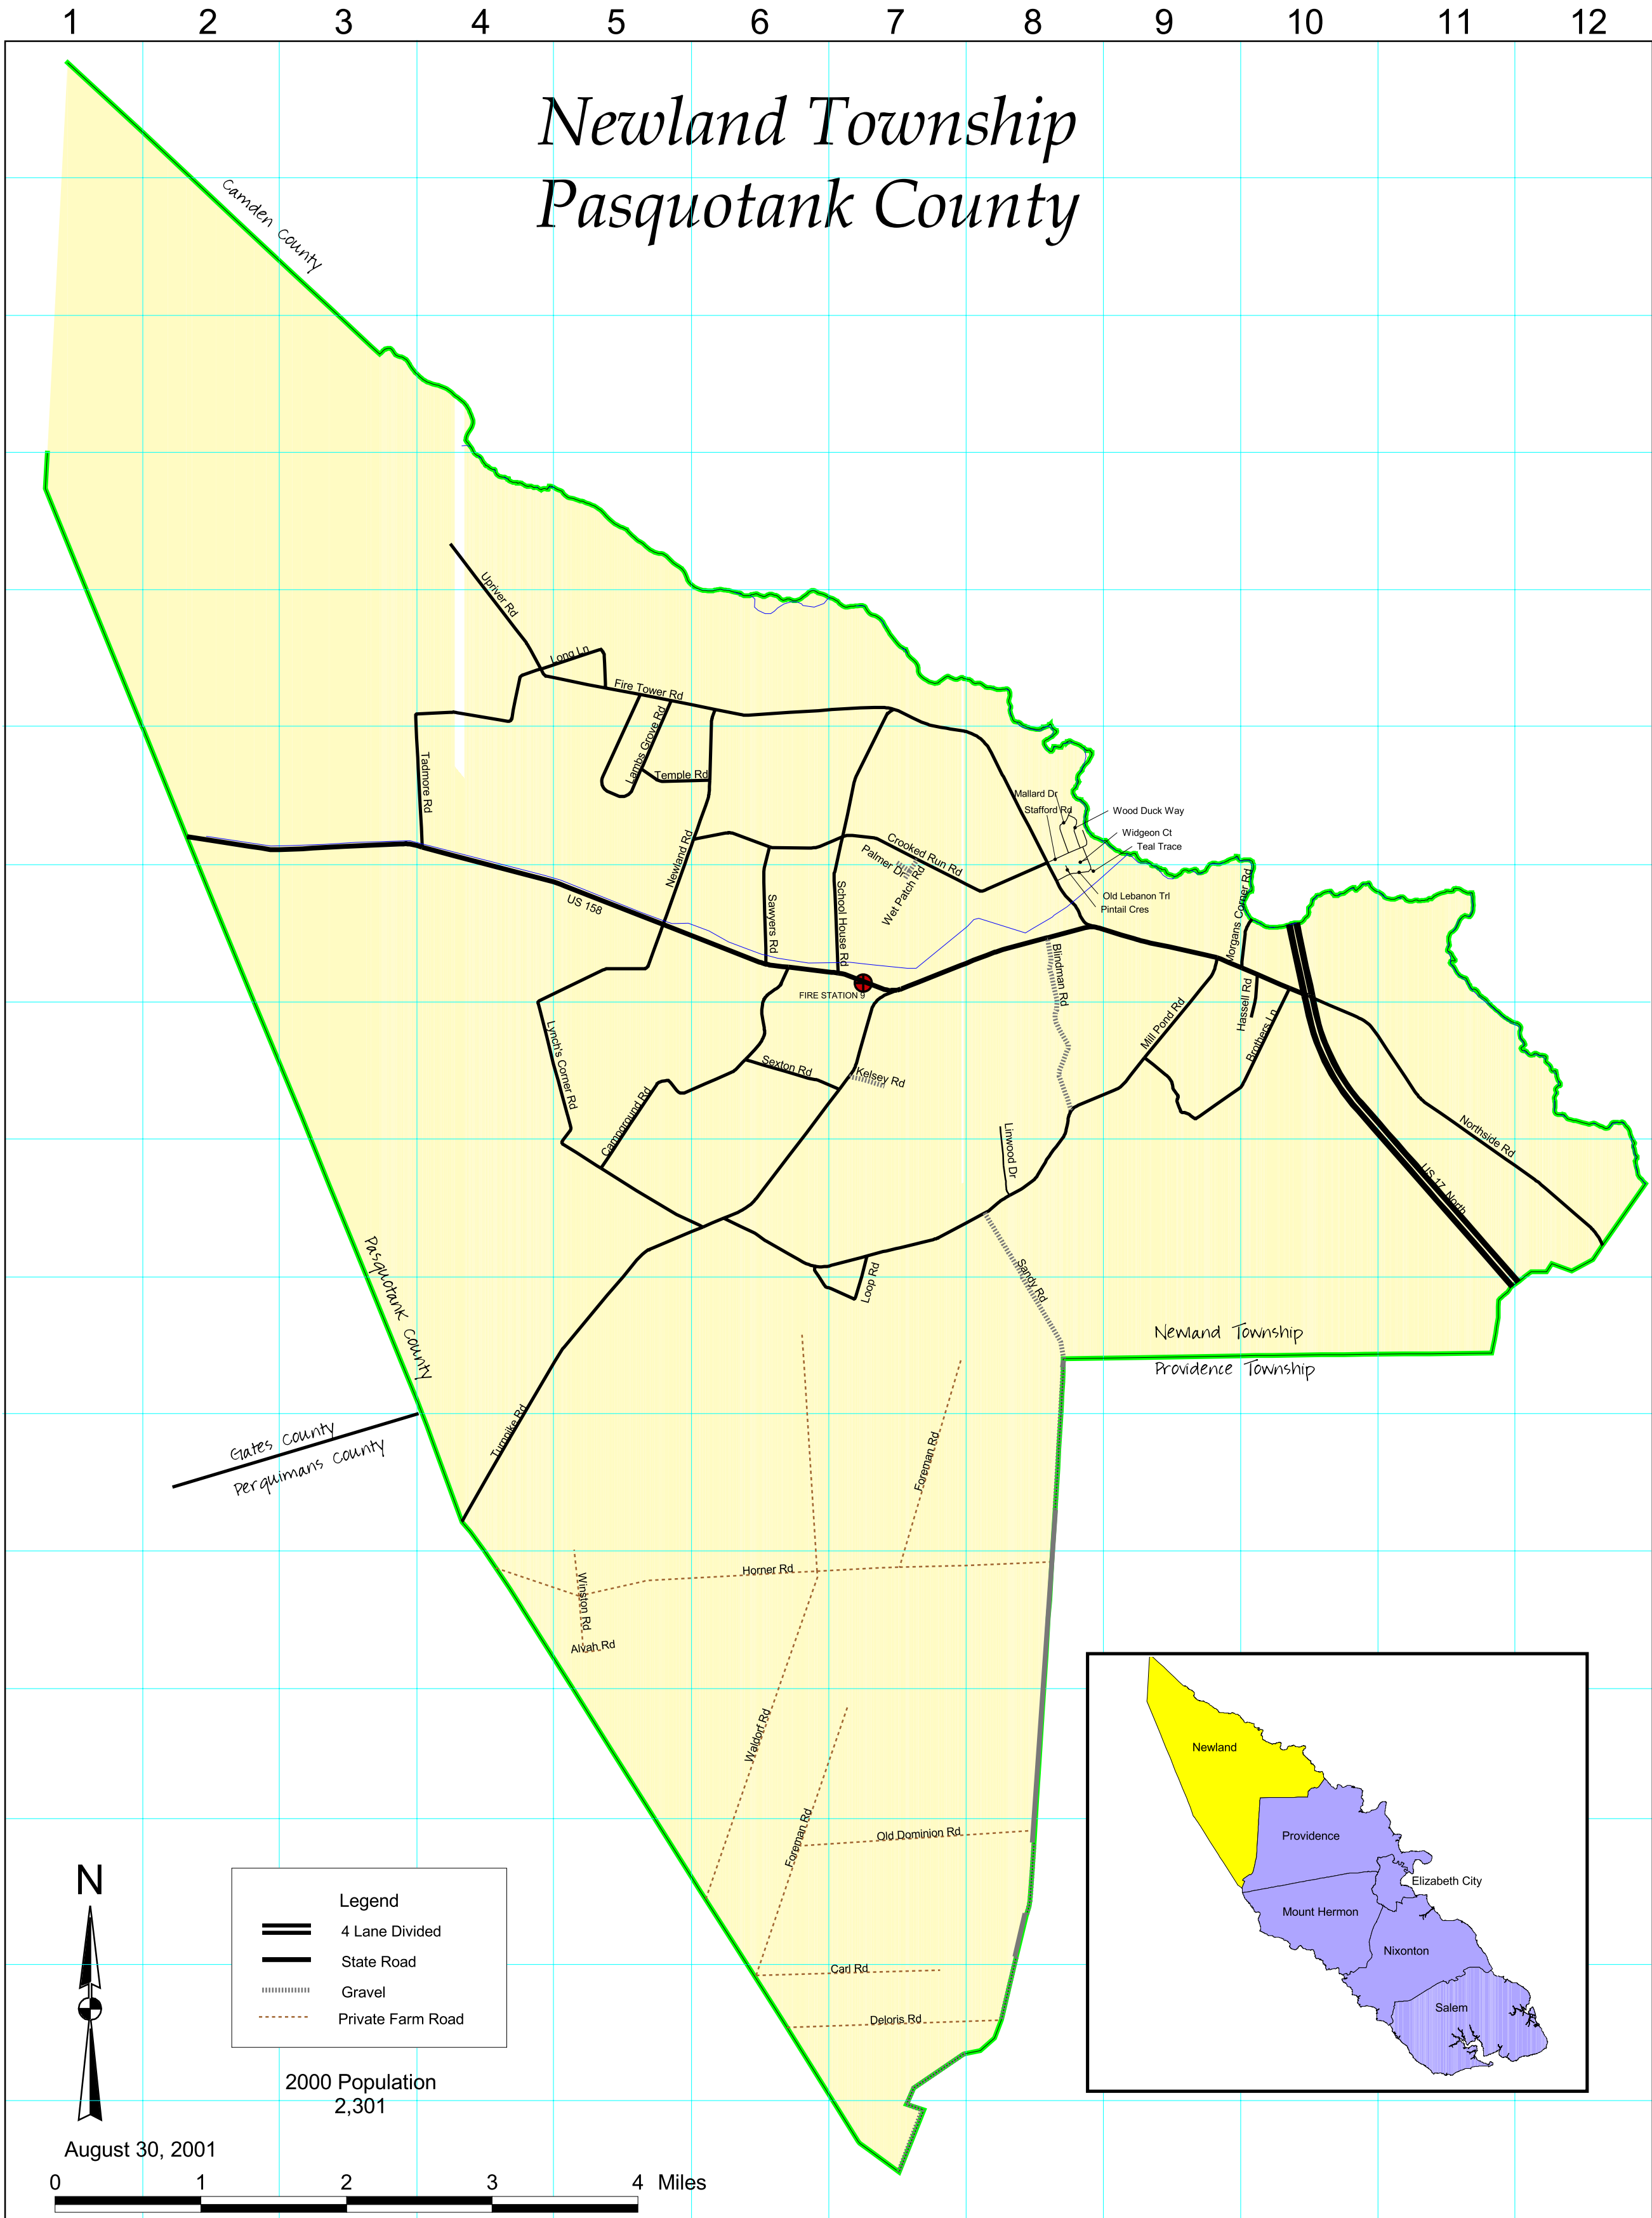 1 2 3 4 5 6 7 8 9 10 11 12
Newland Township
Pasquotank County
Camden County
Upriver Rd
Long Ln
Fire Tower Rd
Lambs Grove Rd
Temple Rd
Tadmore Rd
Mallard Dr
Stafford Rd
Wood Duck Way
Widgeon Ct
Teal Trace
Newland Rd
Crooked Run Rd
Palmer Dr
Wet Patch Rd
Old Lebanon Trl
Pintail Cres
US 158
Sawyers Rd
School House Rd
Morgans Corner Rd
Blindman Rd
FIRE STATION 9
Hassell Rd
Mill Pond Rd
Brothers Ln
Lynch's Corner Rd
Sexton Rd
Kelsey Rd
Campground Rd
Linwood Dr
Northside Rd
US 17 North
Pasquotank County
Loop Rd
Sandy Rd
Newland Township
Providence Township
Gates County
Perquimans County
Turnpike Rd
Foreman Rd
Horner Rd
Winston Rd
Alvah Rd
Waldorf Rd
Foreman Rd
Old Dominion Rd
Carl Rd
Deloris Rd
Newland
Providence
Elizabeth City
Mount Hermon
Nixonton
Salem
N
Legend
4 Lane Divided
State Road
Gravel
Private Farm Road
2000 Population
2,301
August 30, 2001
0 1 2 3 4 Miles